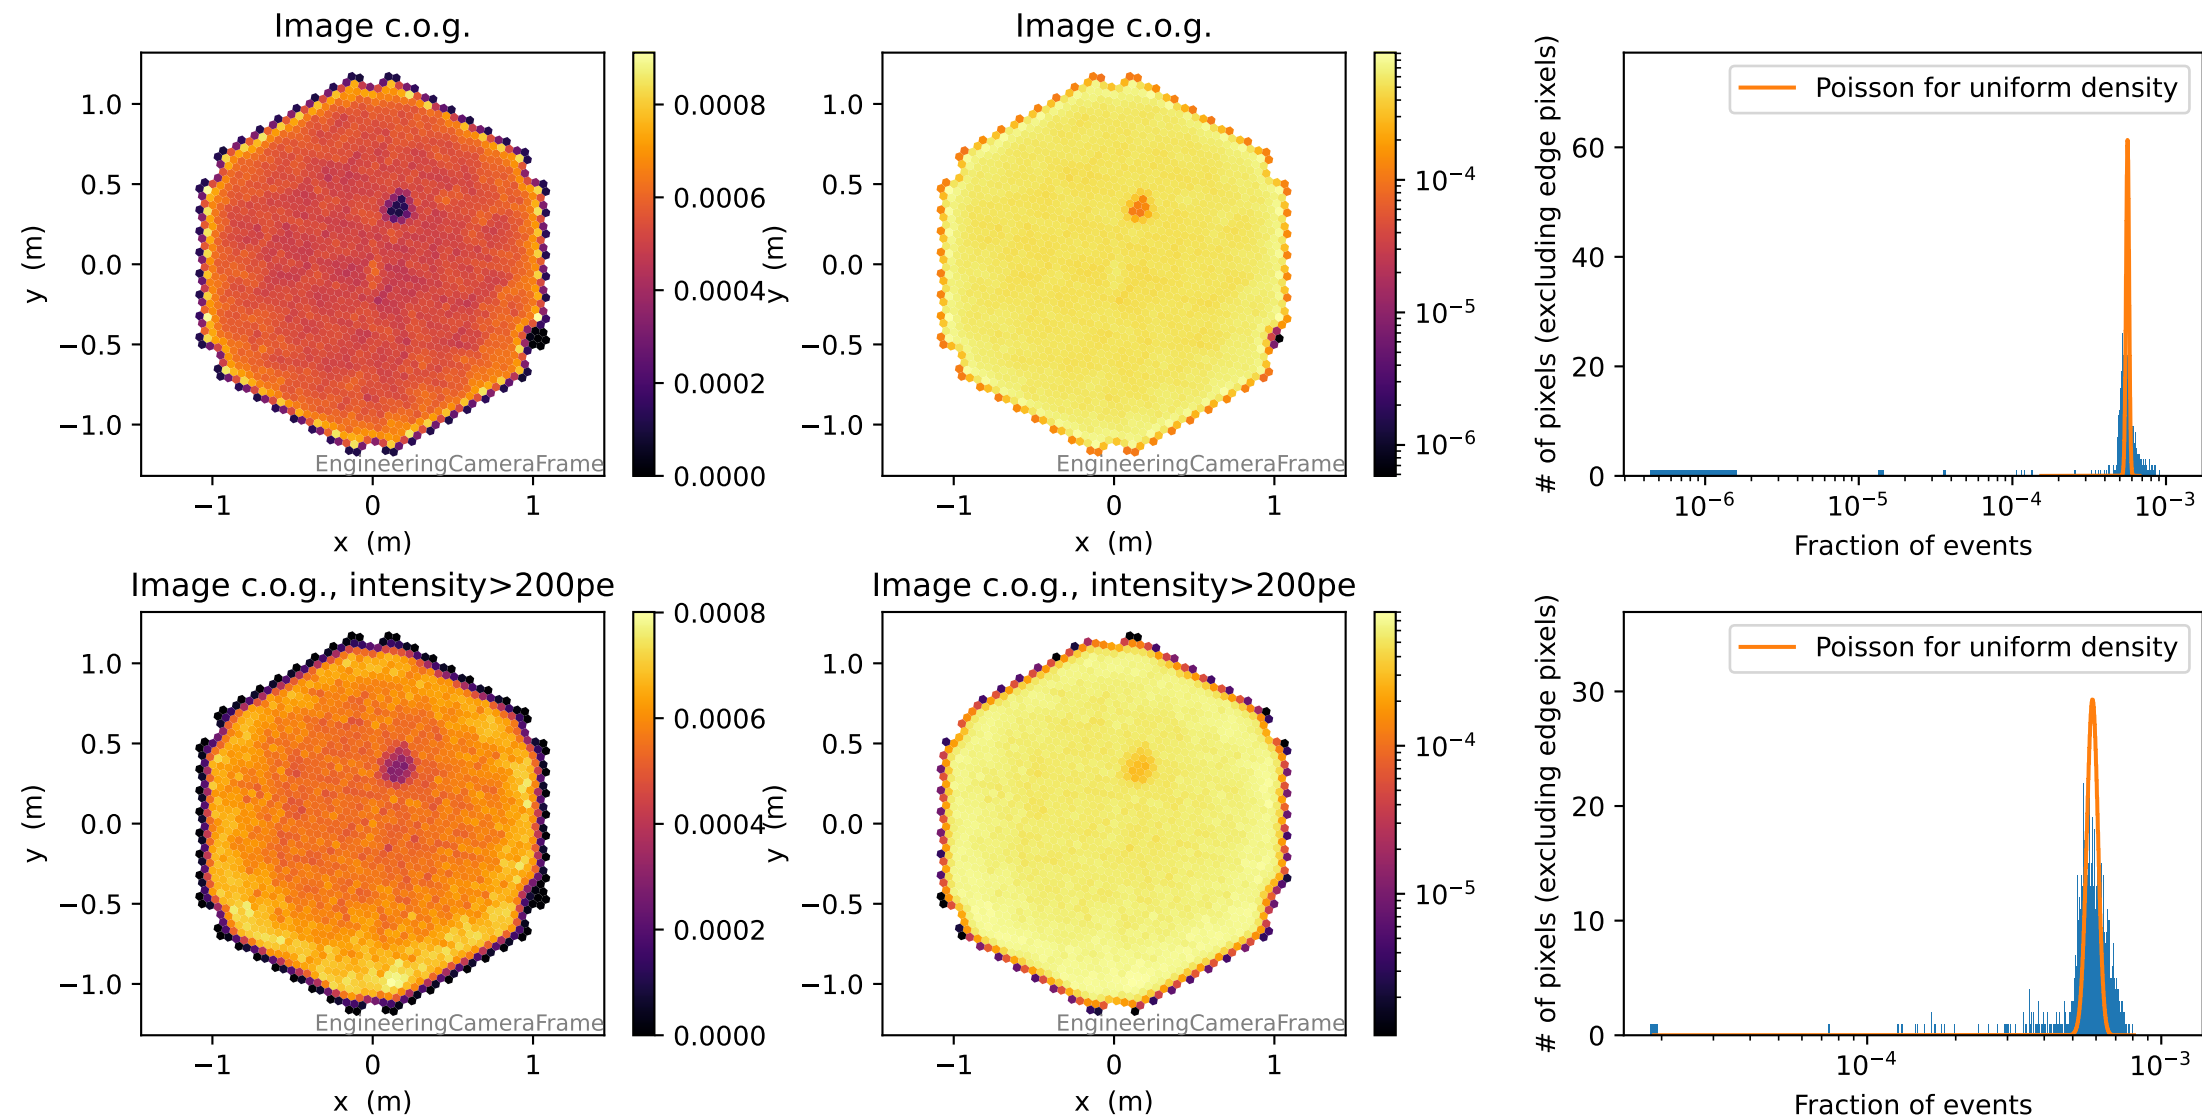 Image c.o.g.
1.0
0.5
0.0
−0.5
−1.0
y (m)
−1
0
1
x (m)
EngineeringCameraFrame
0.0008
0.0006
0.0004
0.0002
0.0000
Image c.o.g.
1.0
0.5
0.0
−0.5
−1.0
y (m)
−1
0
1
x (m)
EngineeringCameraFrame
10⁻⁴
10⁻⁵
10⁻⁶
# of pixels (excluding edge pixels)
60
40
20
0
Poisson for uniform density
10⁻⁶
10⁻⁵
10⁻⁴
10⁻³
Fraction of events
Image c.o.g., intensity>200pe
1.0
0.5
0.0
−0.5
−1.0
y (m)
−1
0
1
x (m)
EngineeringCameraFrame
0.0008
0.0006
0.0004
0.0002
0.0000
Image c.o.g., intensity>200pe
1.0
0.5
0.0
−0.5
−1.0
y (m)
−1
0
1
x (m)
EngineeringCameraFrame
10⁻⁴
10⁻⁵
# of pixels (excluding edge pixels)
30
20
10
0
Poisson for uniform density
10⁻⁴
10⁻³
Fraction of events